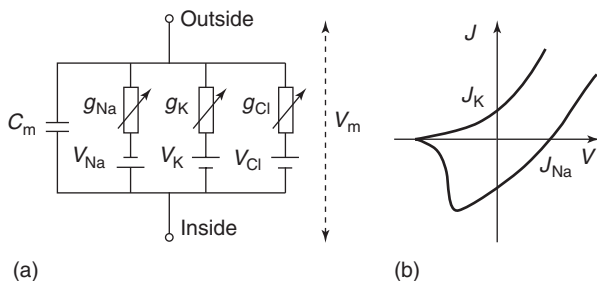 Outside
C_m
g_Na
g_K
g_Cl
V_Na
V_K
V_Cl
V_m
Inside
(a)
J
J_K
J_Na
V
(b)